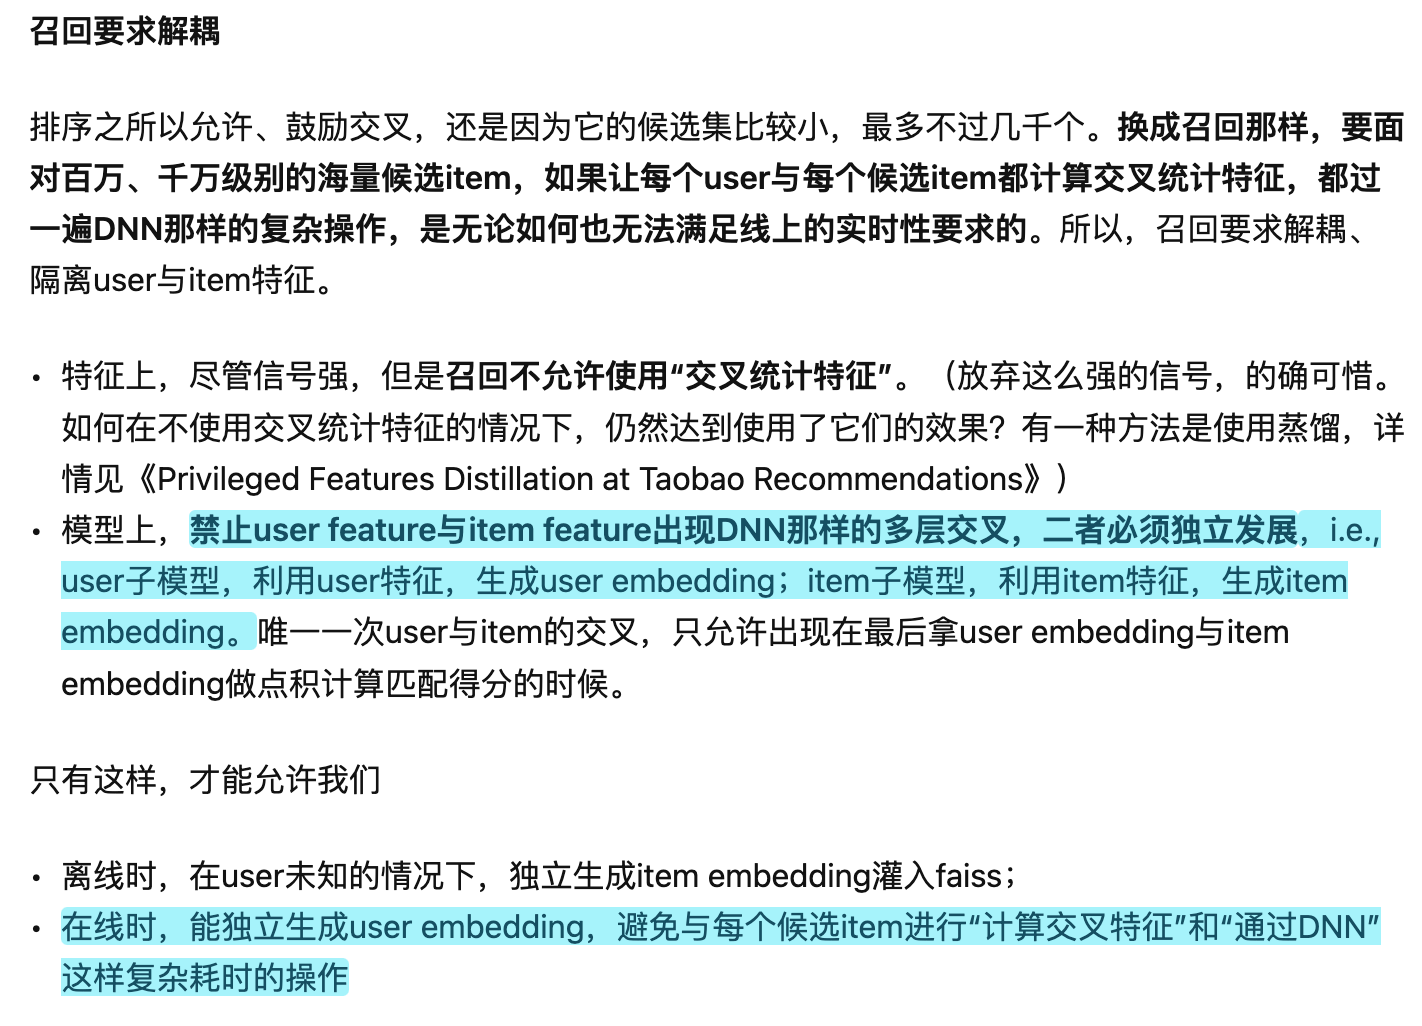 召回要求解耦
排序之所以允许、鼓励交叉，还是因为它的候选集比较小，最多不过几千个。换成召回那样，要面
对百万、千万级别的海量候选item，如果让每个user与每个候选item都计算交叉统计特征，都过
一遍DNN那样的复杂操作，是无论如何也无法满足线上的实时性要求的。所以，召回要求解耦、
隔离user与item特征。
• 特征上，尽管信号强，但是召回不允许使用“交叉统计特征”。（放弃这么强的信号，的确可惜。
如何在不使用交叉统计特征的情况下，仍然达到使用了它们的效果？有一种方法是使用蒸馏，详
情见《Privileged Features Distillation at Taobao Recommendations》）
• 模型上，禁止user feature与item feature出现DNN那样的多层交叉，二者必须独立发展，i.e.,
user子模型，利用user特征，生成user embedding；item子模型，利用item特征，生成item
embedding。唯一一次user与item的交叉，只允许出现在最后拿user embedding与item
embedding做点积计算匹配得分的时候。
只有这样，才能允许我们
• 离线时，在user未知的情况下，独立生成item embedding灌入faiss；
• 在线时，能独立生成user embedding，避免与每个候选item进行“计算交叉特征”和“通过DNN”
这样复杂耗时的操作